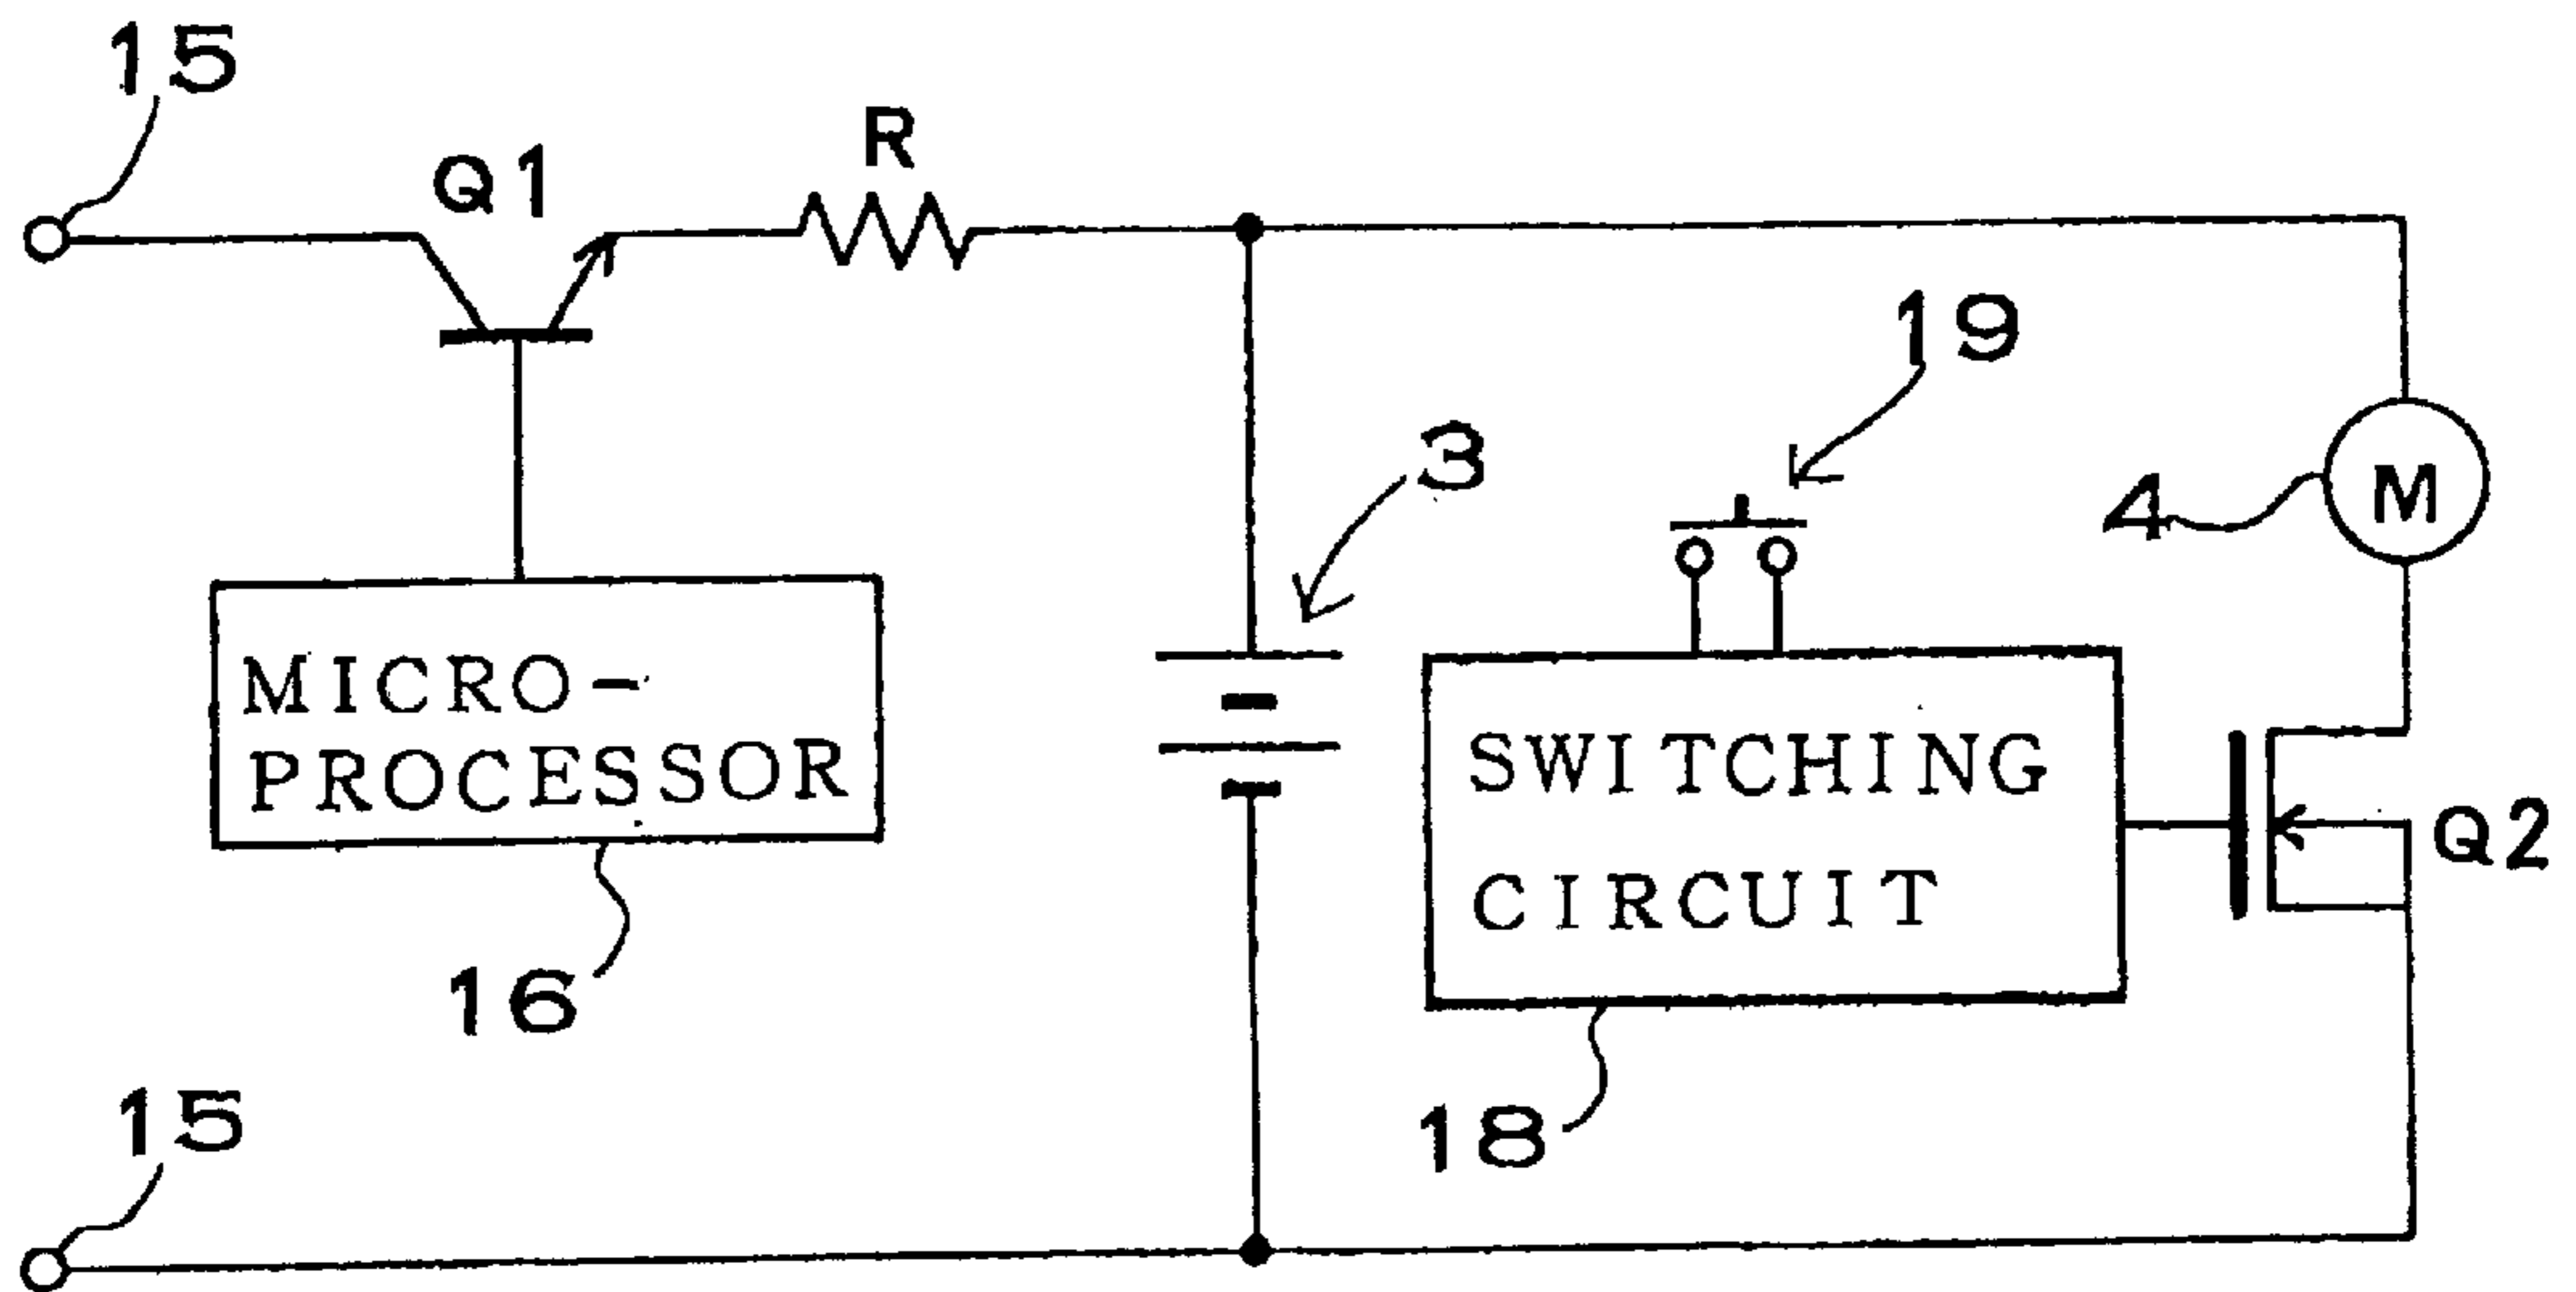 15
Q1
R
19
3
4
M
MICRO-
PROCESSOR
SWITCHING
CIRCUIT
Q2
16
18
15